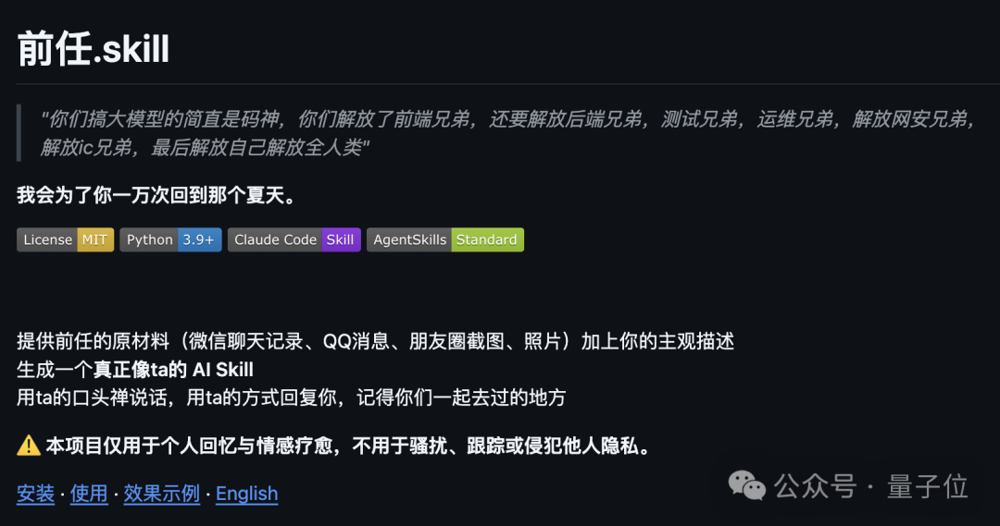 前任.skill
"你们搞大模型的简直是码神，你们解放了前端兄弟，还要解放后端兄弟，测试兄弟，运维兄弟，解放网安兄弟，
解放ic兄弟，最后解放自己解放全人类"
我会为了你一万次回到那个夏天。
License MIT Python 3.9+ Claude Code Skill AgentSkills Standard
提供前任的原材料（微信聊天记录、QQ消息、朋友圈截图、照片）加上你的主观描述
生成一个真正像ta的 AI Skill
用ta的口头禅说话，用ta的方式回复你，记得你们一起去过的地方
⚠️ 本项目仅用于个人回忆与情感疗愈，不用于骚扰、跟踪或侵犯他人隐私。
安装 · 使用 · 效果示例 · English
公众号 · 量子位